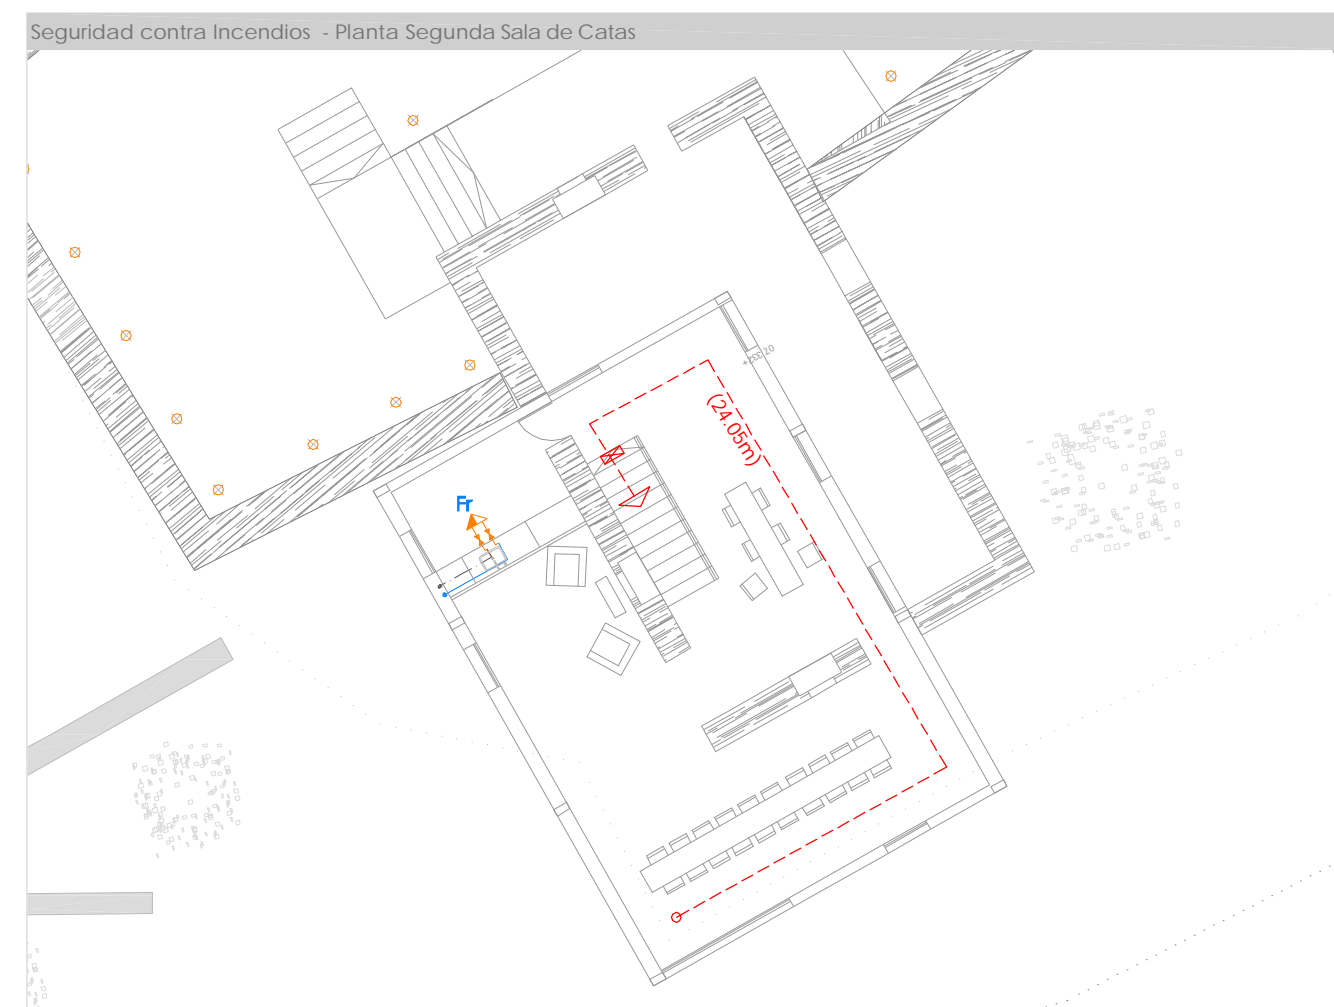 Seguridad contra Incendios - Planta Segunda Sala de Catas
(24.05m)
Fr